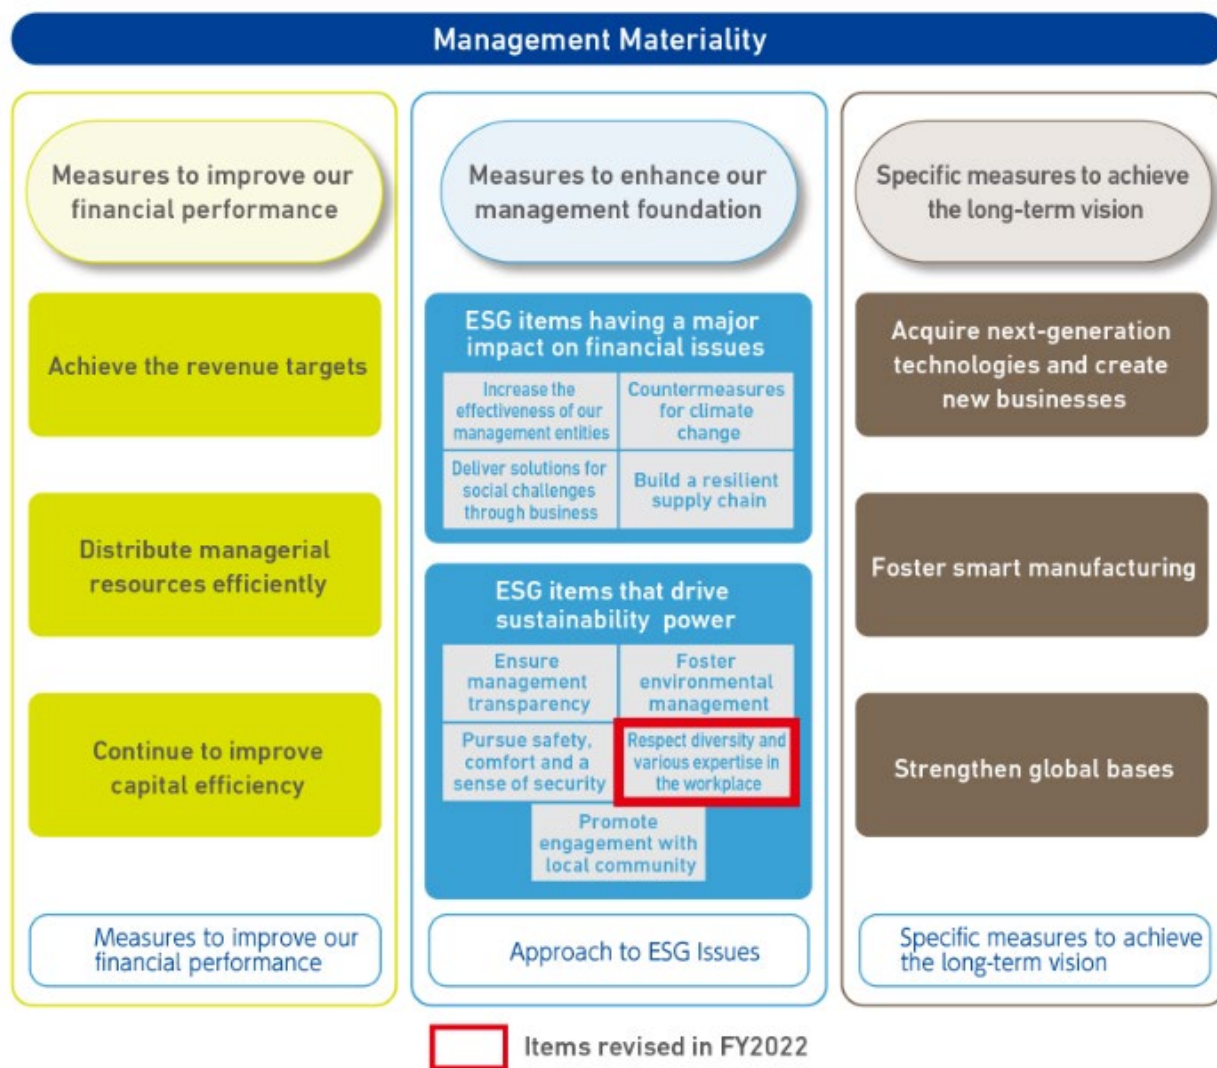 Management Materiality
Measures to improve our
financial performance
Achieve the revenue targets
Distribute managerial
resources efficiently
Continue to improve
capital efficiency
Measures to improve our
financial performance
Measures to enhance our
management foundation
ESG items having a major
impact on financial issues
Increase the
effectiveness of our
management entities
Countermeasures
for climate
change
Deliver solutions for
social challenges
through business
Build a resilient
supply chain
ESG items that drive
sustainability power
Ensure
management
transparency
Foster
environmental
management
Pursue safety,
comfort and a
sense of security
Respect diversity and
various expertise in
the workplace
Promote
engagement with
local community
Approach to ESG Issues
Specific measures to achieve
the long-term vision
Acquire next-generation
technologies and create
new businesses
Foster smart manufacturing
Strengthen global bases
Specific measures to achieve
the long-term vision
Items revised in FY2022